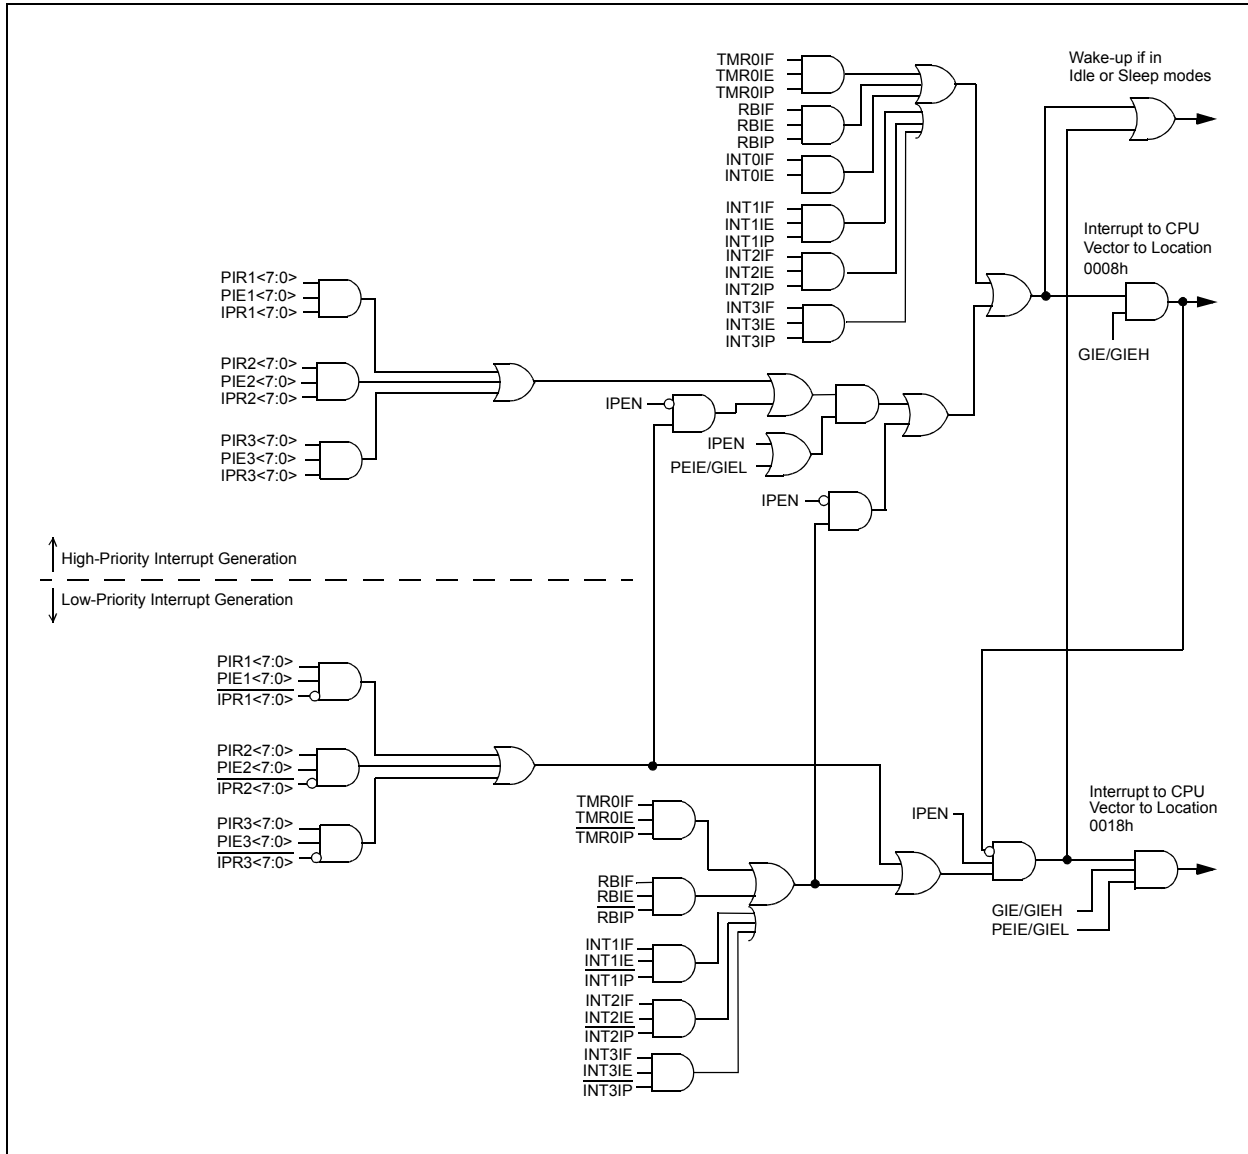 TMR0IF
TMR0IE
TMR0IP
RBIF
RBIE
RBIP
INT0IF
INT0IE
INT1IF
INT1IE
INT1IP
INT2IF
INT2IE
INT2IP
INT3IF
INT3IE
INT3IP
Wake-up if in
Idle or Sleep modes
Interrupt to CPU
Vector to Location
0008h
GIE/GIEH
PIR1<7:0>
PIE1<7:0>
IPR1<7:0>
PIR2<7:0>
PIE2<7:0>
IPR2<7:0>
PIR3<7:0>
PIE3<7:0>
IPR3<7:0>
IPEN
IPEN
PEIE/GIEL
IPEN
High-Priority Interrupt Generation
Low-Priority Interrupt Generation
PIR1<7:0>
PIE1<7:0>
IPR1<7:0>
PIR2<7:0>
PIE2<7:0>
IPR2<7:0>
PIR3<7:0>
PIE3<7:0>
IPR3<7:0>
TMR0IF
TMR0IE
TMR0IP
RBIF
RBIE
RBIP
INT1IF
INT1IE
INT1IP
INT2IF
INT2IE
INT2IP
INT3IF
INT3IE
INT3IP
IPEN
Interrupt to CPU
Vector to Location
0018h
GIE/GIEH
PEIE/GIEL